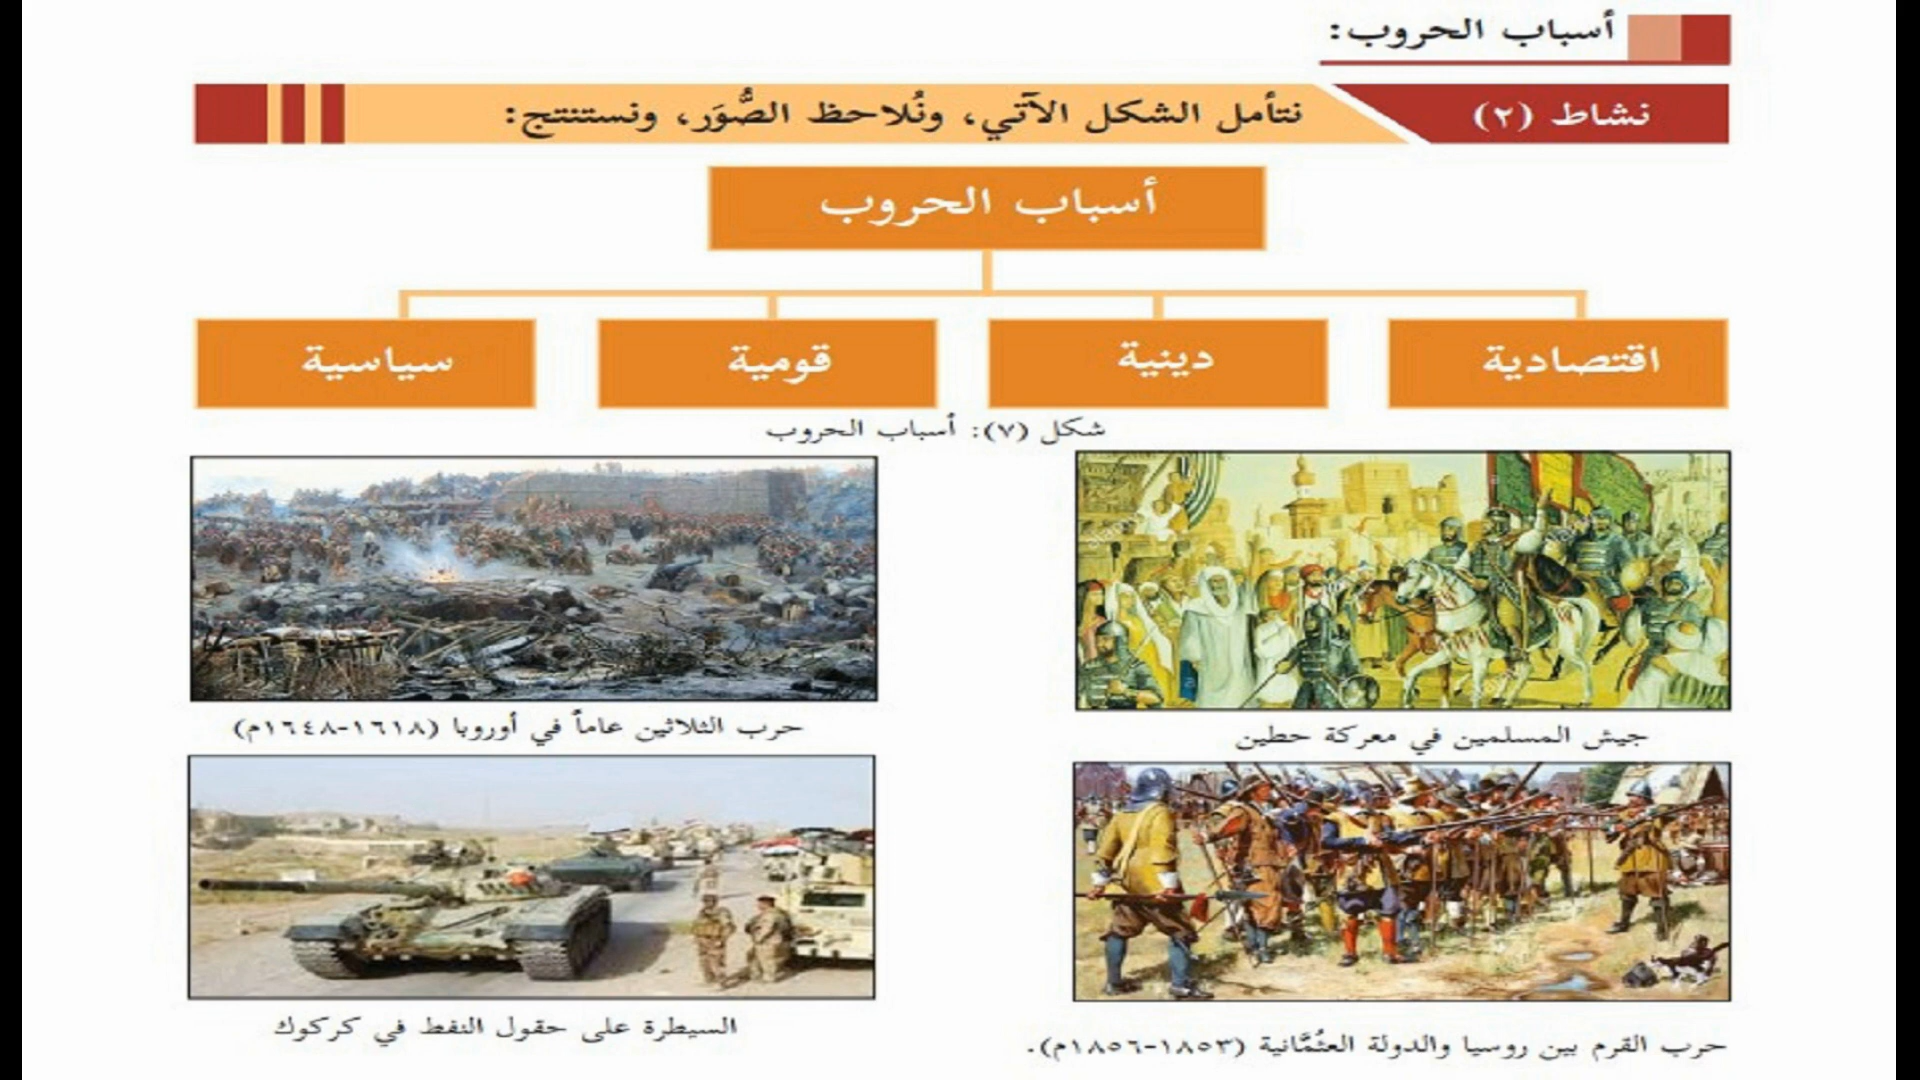 أسباب الحروب:
نشاط (٢) نتأمل الشكل الآتي، ونُلاحظ الصُّوَر، ونستنتج:
أسباب الحروب
اقتصادية
دينية
قومية
سياسية
شكل (٧): أسباب الحروب
جيش المسلمين في معركة حطين
حرب الثلاثين عاماً في أوروبا (١٦١٨-١٦٤٨م)
حرب القرم بين روسيا والدولة العثُمَّانية (١٨٥٣-١٨٥٦م).
السيطرة على حقول النفط في كركوك